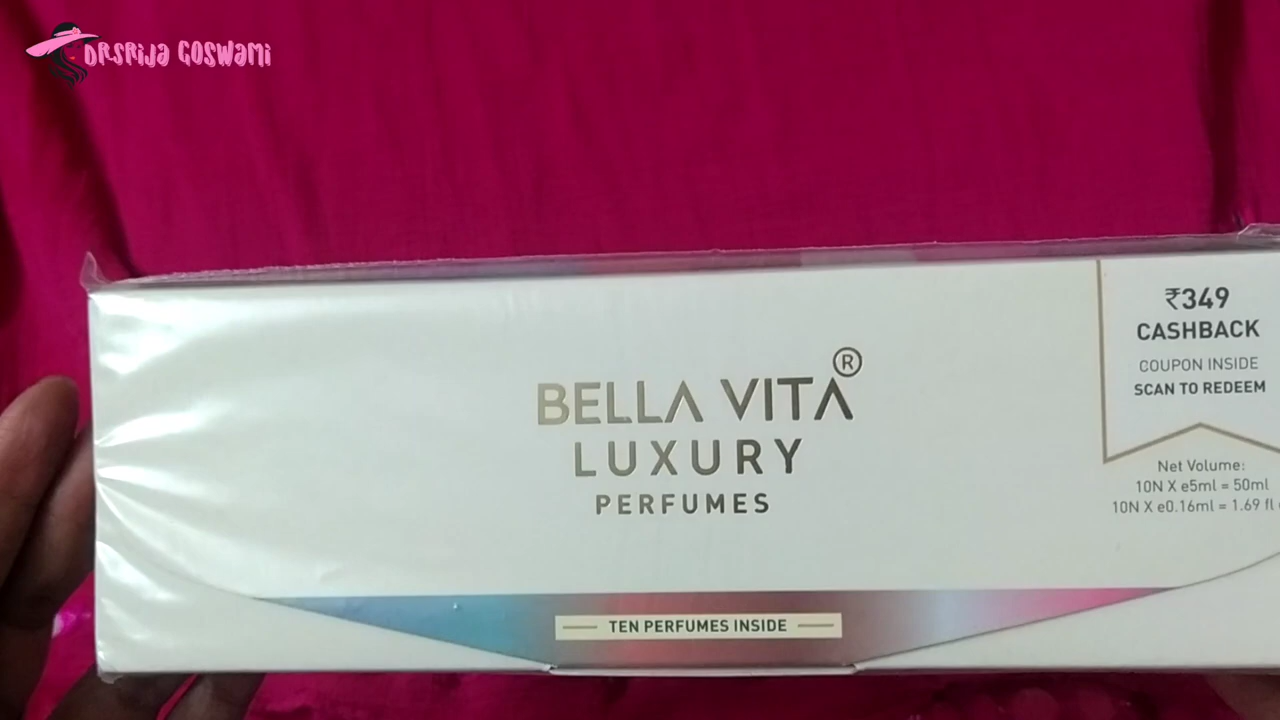 DRSRIJA GOSWAMI
BELLA VITA®
LUXURY
PERFUMES
TEN PERFUMES INSIDE
₹349
CASHBACK
COUPON INSIDE
SCAN TO REDEEM
Net Volume:
10N X e5ml = 50ml
10N X e0.16ml = 1.69 fl